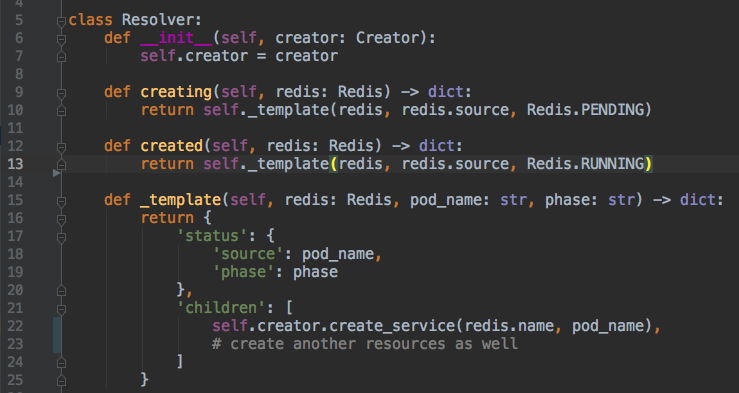 4
5 class Resolver:
6     def __init__(self, creator: Creator):
7         self.creator = creator
8
9     def creating(self, redis: Redis) -> dict:
10         return self._template(redis, redis.source, Redis.PENDING)
11
12     def created(self, redis: Redis) -> dict:
13         return self._template(redis, redis.source, Redis.RUNNING)
14
15     def _template(self, redis: Redis, pod_name: str, phase: str) -> dict:
16         return {
17             'status': {
18                 'source': pod_name,
19                 'phase': phase
20             },
21             'children': [
22                 self.creator.create_service(redis.name, pod_name),
23                 # create another resources as well
24             ]
25         }